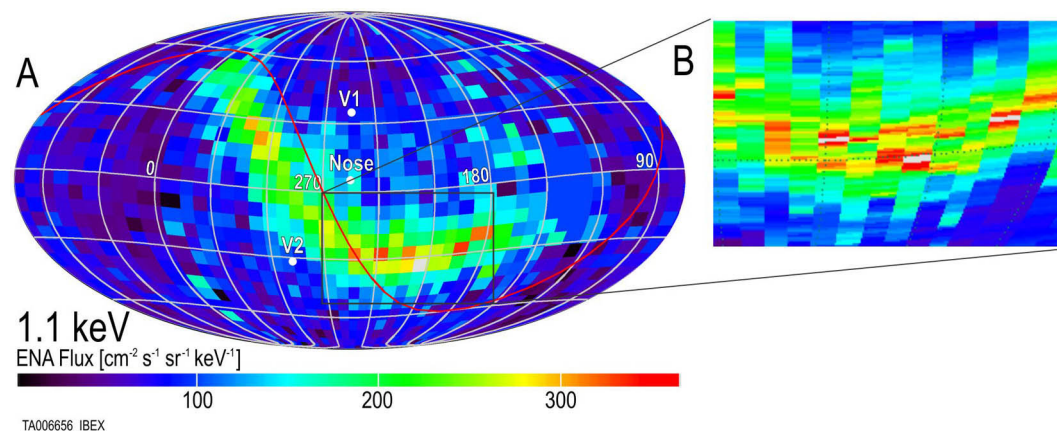 A
B
V1
Nose
0
270
180
90
V2
1.1 keV
ENA Flux [cm⁻² s⁻¹ sr⁻¹ keV⁻¹]
100 200 300
TA006656 IBEX